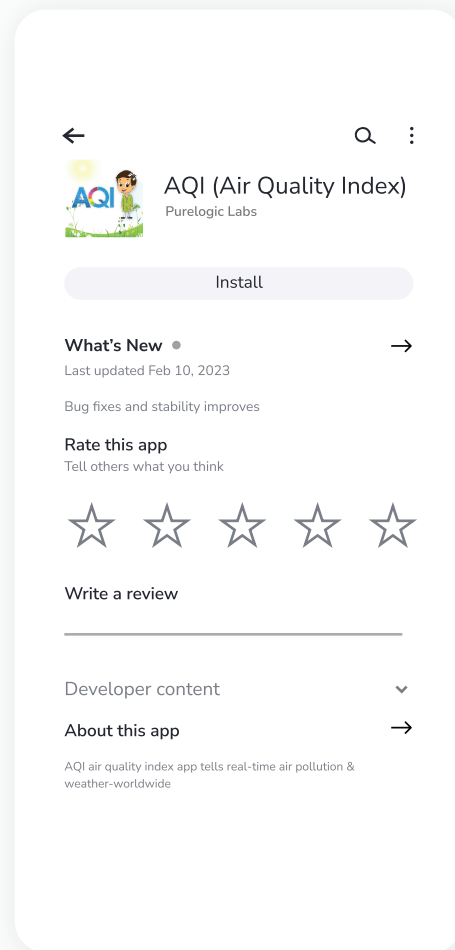 AQI (Air Quality Index)
AQI
Purelogic Labs
Install
What's New
Last updated Feb 10, 2023
Bug fixes and stability improves
Rate this app
Tell others what you think
Write a review
Developer content
About this app
AQI air quality index app tells real-time air pollution &
weather-worldwide